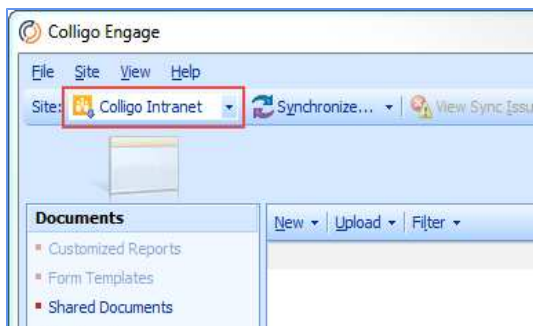 Colligo Engage
File Site View Help
Site: Colligo Intranet Synchronize... View Sync Issu
Documents New Upload Filter
Customized Reports
Form Templates
Shared Documents